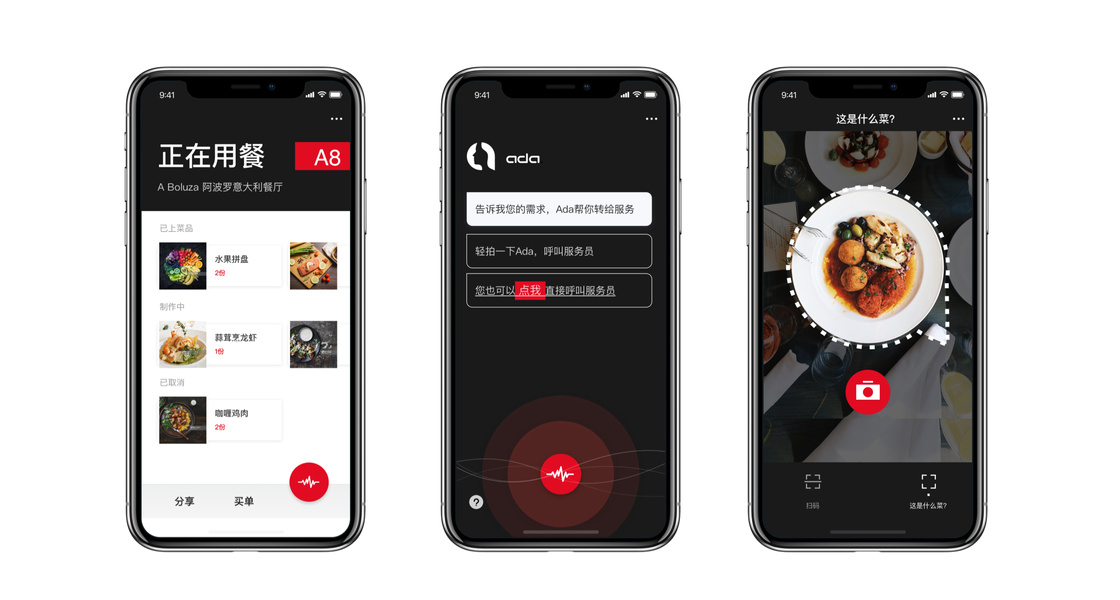 9:41
正在用餐
A8
A Boluza 阿波罗意大利餐厅
已上菜品
水果拼盘
2份
制作中
蒜茸烹龙虾
1份
已取消
咖喱鸡肉
2份
分享
买单
9:41
ada
告诉我您的需求，Ada帮你转给服务
轻拍一下Ada，呼叫服务员
您也可以 点我 直接呼叫服务员
?
9:41
这是什么菜?
扫码
这是什么菜?